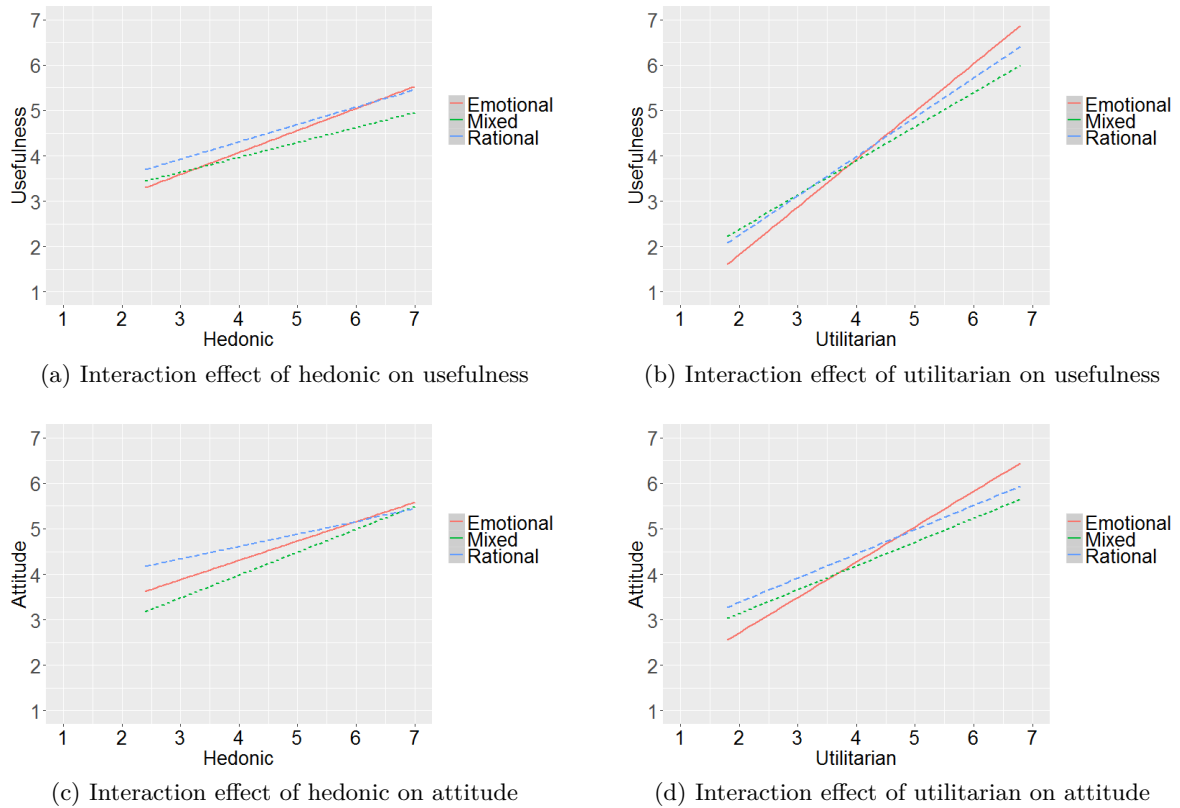 7
6
5
4
3
2
1
Usefulness
1 2 3 4 5 6 7
Hedonic
Emotional
Mixed
Rational
(a) Interaction effect of hedonic on usefulness
7
6
5
4
3
2
1
Usefulness
1 2 3 4 5 6 7
Utilitarian
Emotional
Mixed
Rational
(b) Interaction effect of utilitarian on usefulness
7
6
5
4
3
2
1
Attitude
1 2 3 4 5 6 7
Hedonic
Emotional
Mixed
Rational
(c) Interaction effect of hedonic on attitude
7
6
5
4
3
2
1
Attitude
1 2 3 4 5 6 7
Utilitarian
Emotional
Mixed
Rational
(d) Interaction effect of utilitarian on attitude